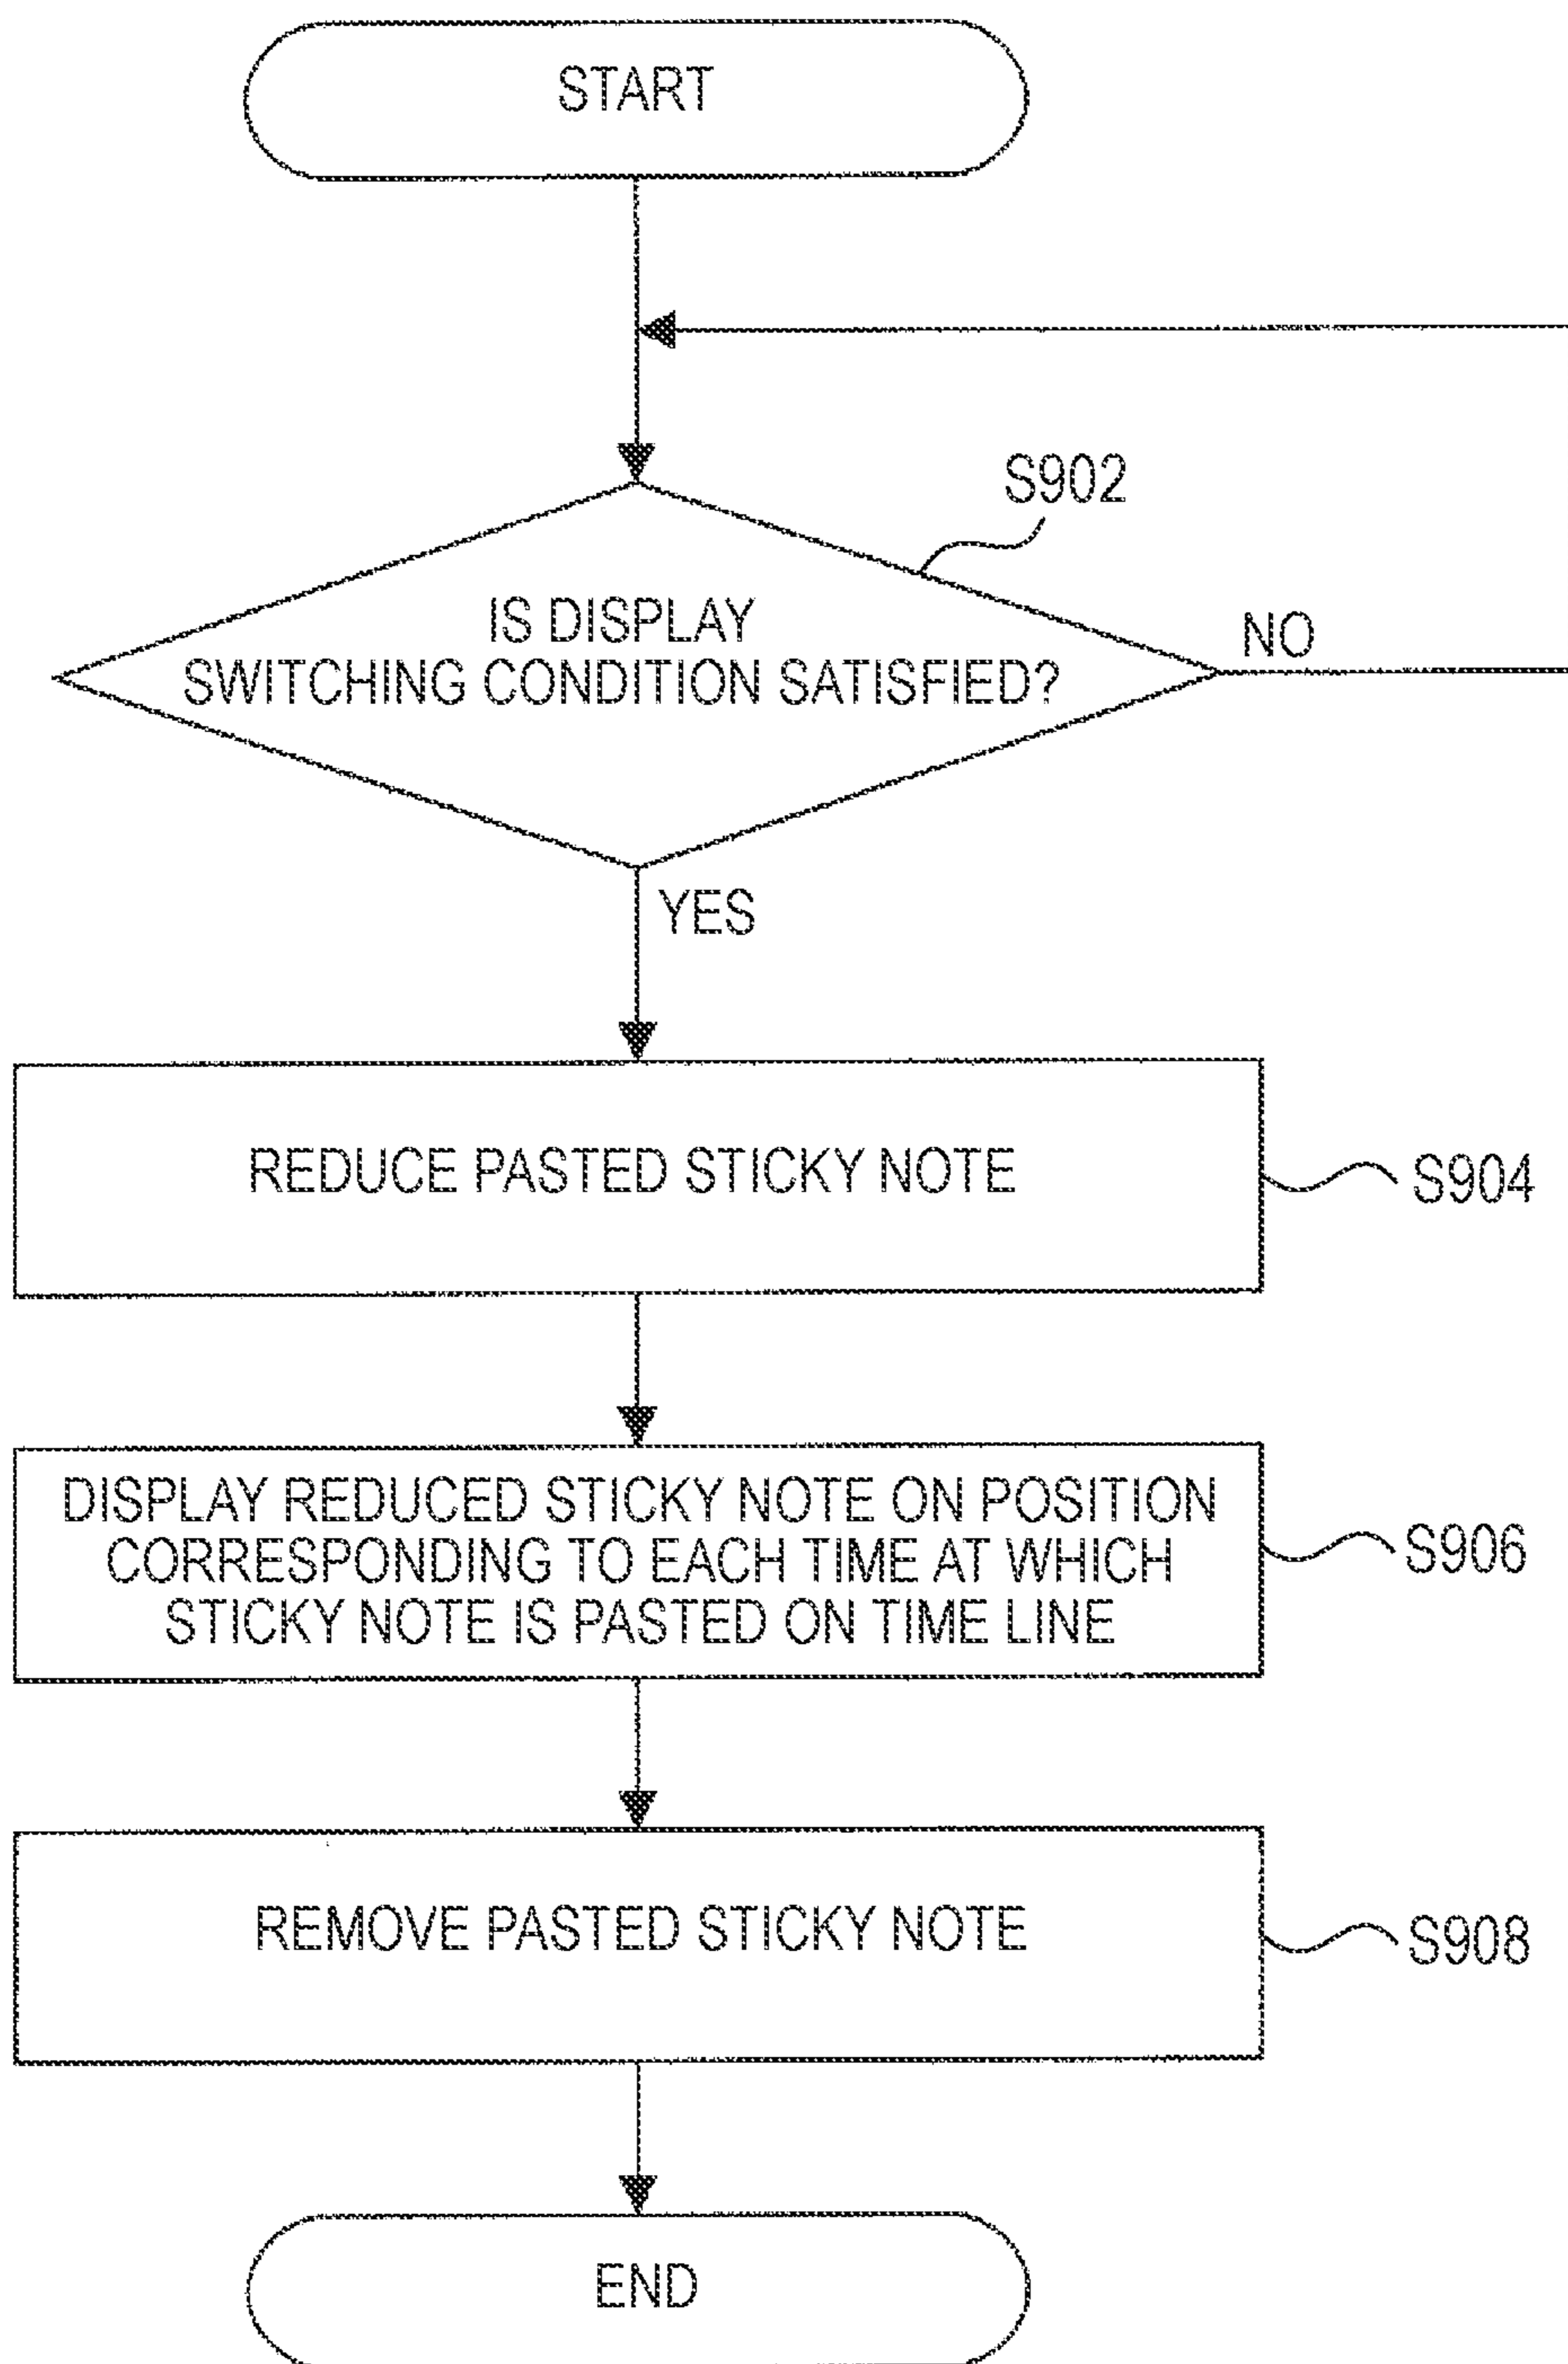 START
S902
IS DISPLAY
SWITCHING CONDITION SATISFIED?
NO
YES
REDUCE PASTED STICKY NOTE
S904
DISPLAY REDUCED STICKY NOTE ON POSITION
CORRESPONDING TO EACH TIME AT WHICH
STICKY NOTE IS PASTED ON TIME LINE
S906
REMOVE PASTED STICKY NOTE
S908
END